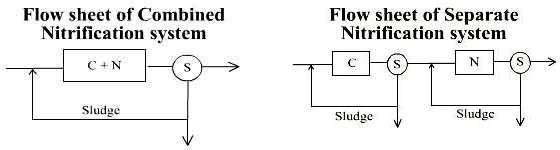 Flow sheet of Combined
Nitrification system
C + N
S
Sludge
Flow sheet of Separate
Nitrification system
C
S
N
S
Sludge
Sludge